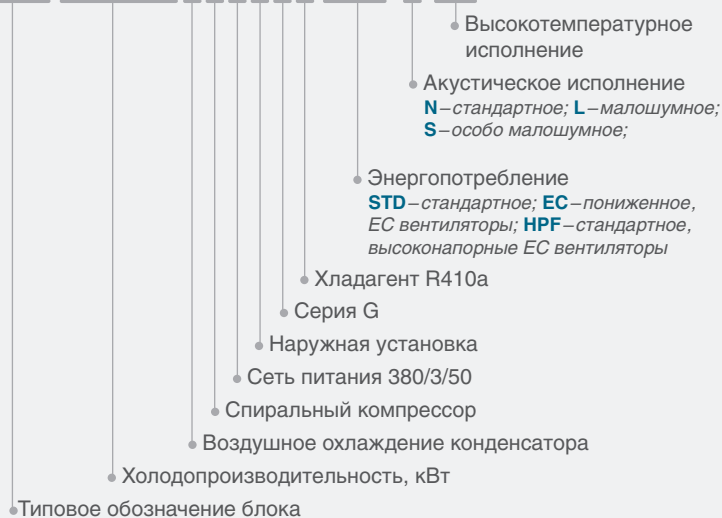 Высокотемпературное
исполнение
Акустическое исполнение
N – стандартное; L – малошумное;
S – особо малошумное;
Энергопотребление
STD – стандартное; EC – пониженное,
EC вентиляторы; HPF – стандартное,
высоконапорные EC вентиляторы
Хладагент R410a
Серия G
Наружная установка
Сеть питания 380/3/50
Спиральный компрессор
Воздушное охлаждение конденсатора
Холодопроизводительность, кВт
Типовое обозначение блока